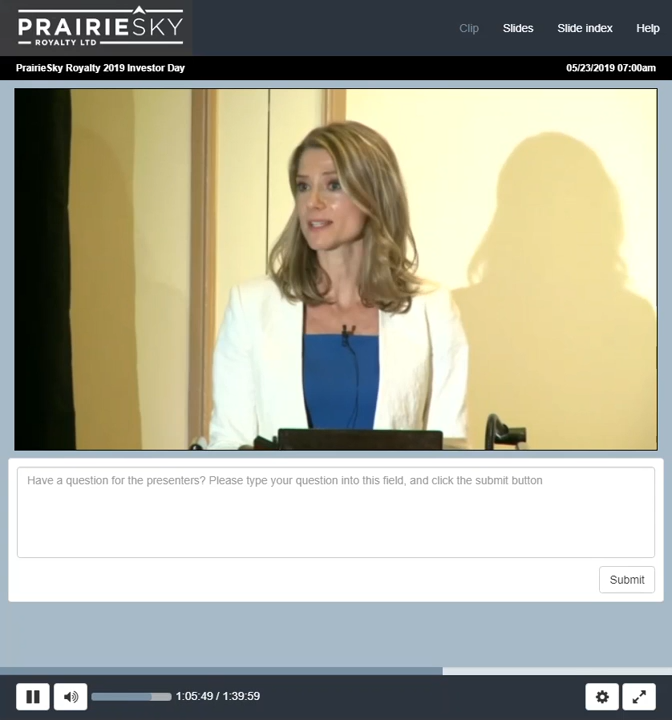 PRAIRIESKY
ROYALTY LTD
Clip
Slides
Slide index
Help
PrairieSky Royalty 2019 Investor Day
05/23/2019 07:00am
Have a question for the presenters? Please type your question into this field, and click the submit button
Submit
1:05:49 / 1:39:59